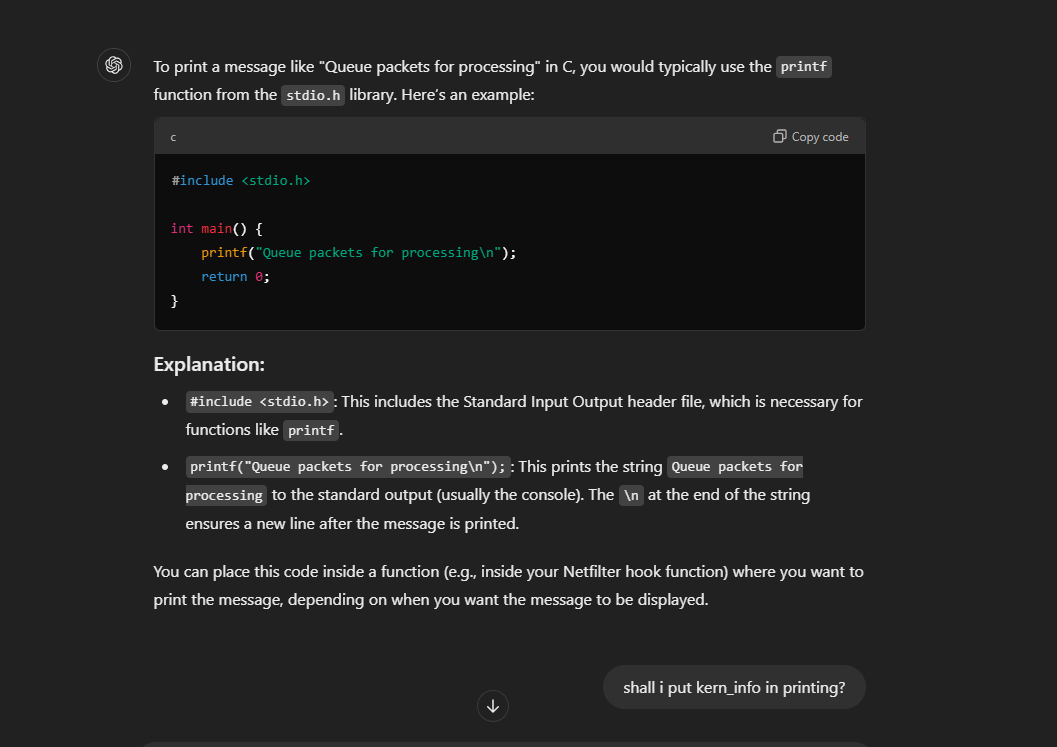 To print a message like "Queue packets for processing" in C, you would typically use the printf
function from the stdio.h library. Here's an example:
c
Copy code
#include <stdio.h>
int main() {
    printf("Queue packets for processing\n");
    return 0;
}
Explanation:
• #include <stdio.h>: This includes the Standard Input Output header file, which is necessary for
functions like printf.
• printf("Queue packets for processing\n");: This prints the string Queue packets for
processing to the standard output (usually the console). The \n at the end of the string
ensures a new line after the message is printed.
You can place this code inside a function (e.g., inside your Netfilter hook function) where you want to
print the message, depending on when you want the message to be displayed.
shall i put kern_info in printing?